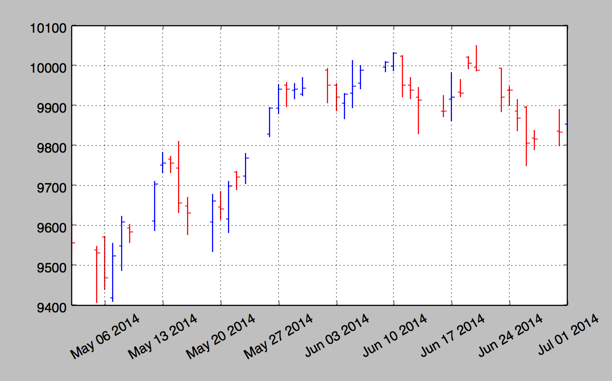 10100
10000
9900
9800
9700
9600
9500
9400
May 06 2014
May 13 2014
May 20 2014
May 27 2014
Jun 03 2014
Jun 10 2014
Jun 17 2014
Jun 24 2014
Jul 01 2014